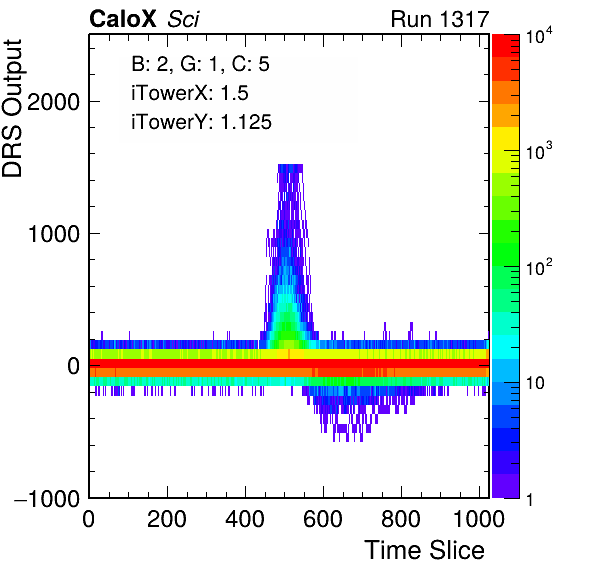 CaloX Sci Run 1317
B: 2, G: 1, C: 5
iTowerX: 1.5
iTowerY: 1.125
DRS Output
2000
1000
0
−1000
0 200 400 600 800 1000
Time Slice
10^4
10^3
10^2
10
1